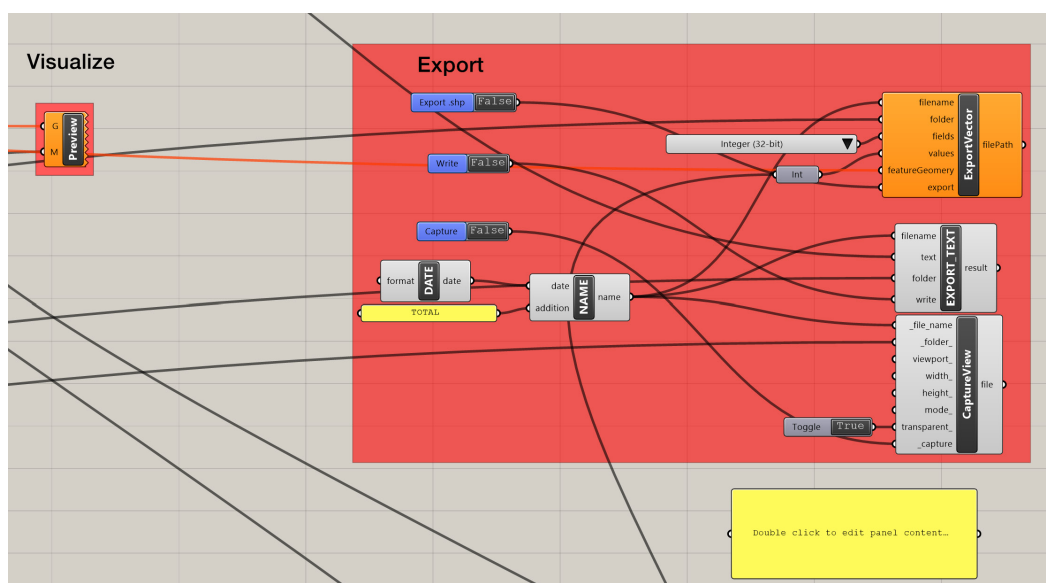 Visualize
Export
Preview
G
M
Export .shp
False
Write
False
Capture
False
Integer (32-bit)
Int
filename
folder
fields
values
featureGeomery
export
ExportVector
filePath
format
DATE
date
TOTAL
date
addition
NAME
name
filename
text
folder
write
EXPORT_TEXT
result
_file_name
_folder_
viewport_
width_
height_
mode_
transparent_
_capture
CaptureView
file
Toggle
True
Double click to edit panel content…